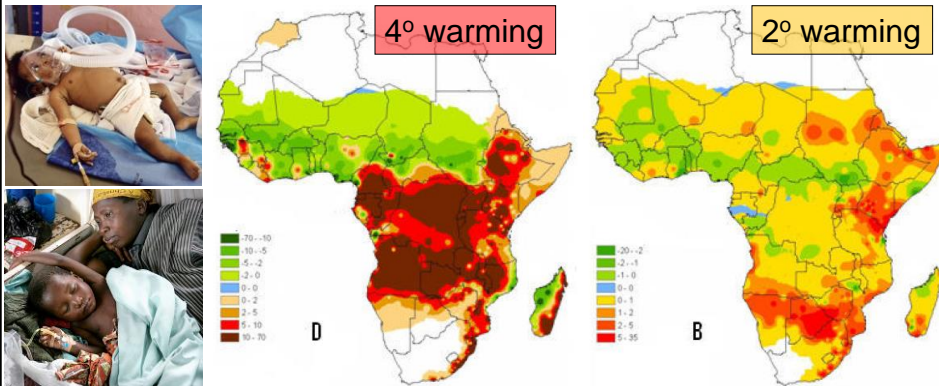 4º warming
2º warming
-70 - -10
-10 - -5
-5 - -2
-2 - 0
0 - 0
0 - 2
2 - 5
5 - 10
10 - 70
D
-20 - -2
-2 - -1
-1 - 0
0 - 0
0 - 1
1 - 2
2 - 5
5 - 35
B